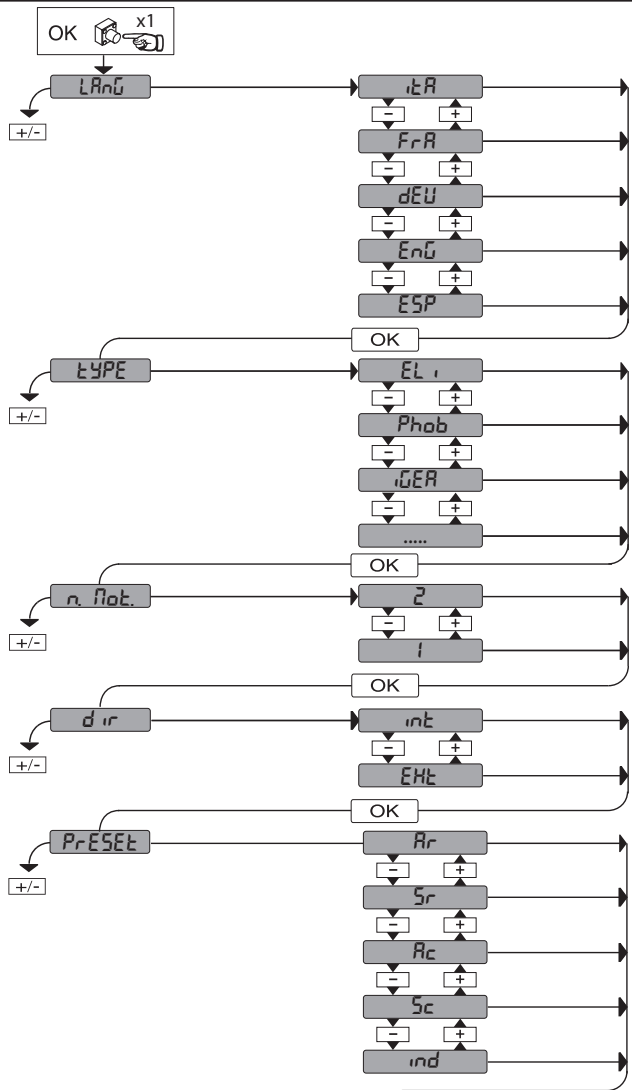 OK x1
LAnG itA
+/- - +
FrA
- +
dEU
- +
EnG
- +
ESP
OK
tYPE ELi
+/- - +
Phob
- +
iGEA
- +
.....
OK
n. Mot. 2
+/- - +
1
OK
dir int
+/- - +
EXt
OK
PrESEt Ar
+/- - +
Sr
- +
Ac
- +
Sc
- +
ind